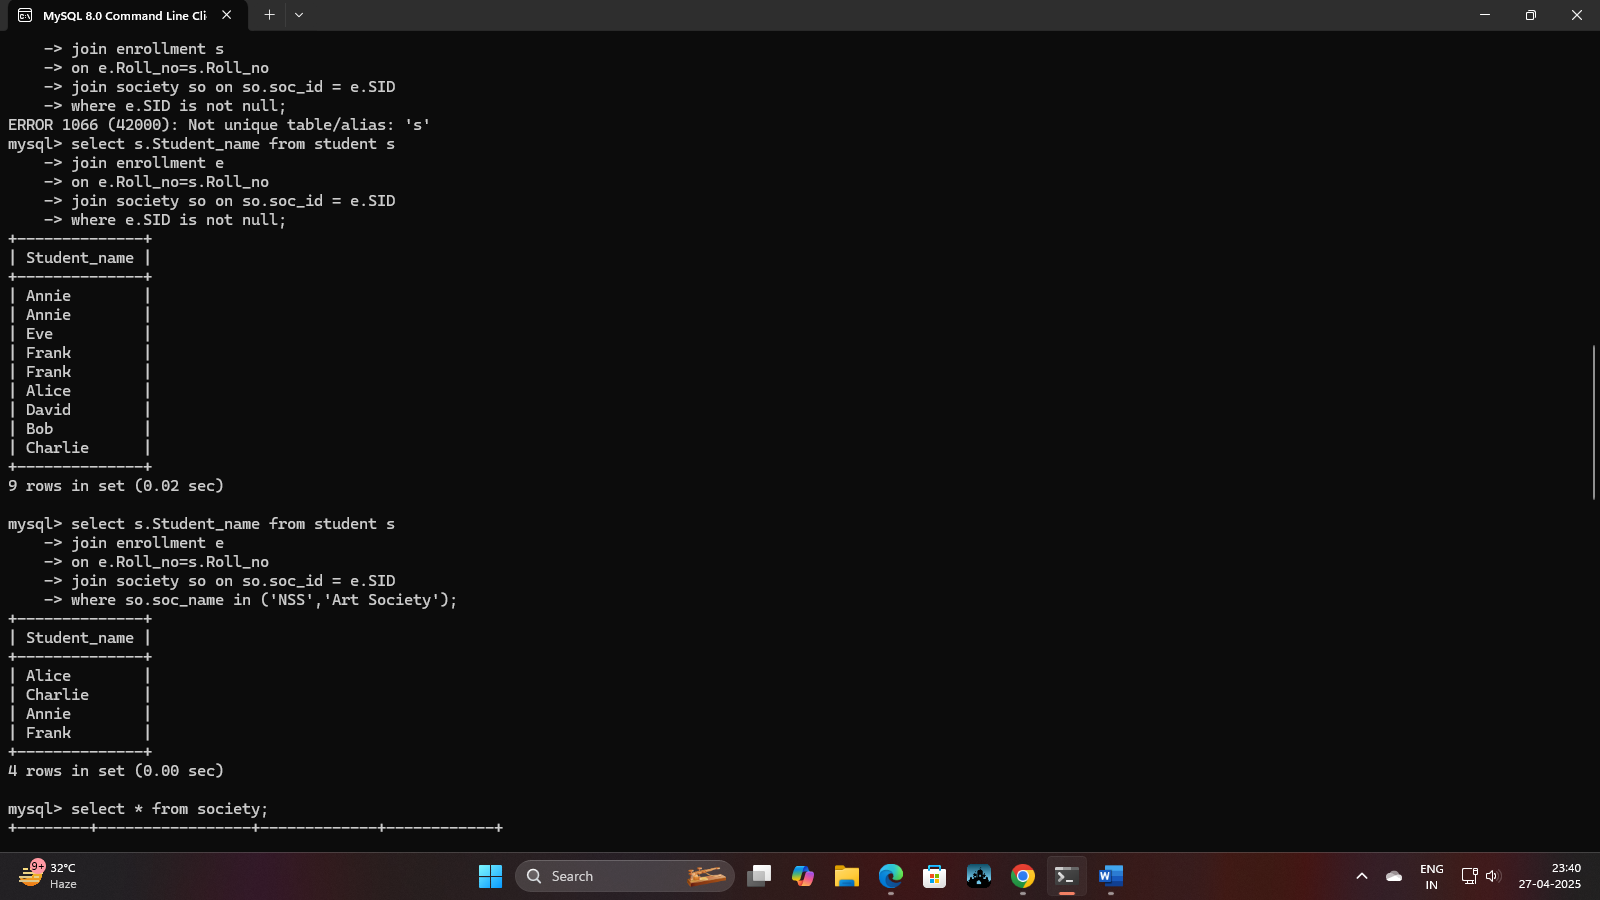 MySQL 8.0 Command Line Cli
    -> join enrollment s
    -> on e.Roll_no=s.Roll_no
    -> join society so on so.soc_id = e.SID
    -> where e.SID is not null;
ERROR 1066 (42000): Not unique table/alias: 's'
mysql> select s.Student_name from student s
    -> join enrollment e
    -> on e.Roll_no=s.Roll_no
    -> join society so on so.soc_id = e.SID
    -> where e.SID is not null;
+--------------+
| Student_name |
+--------------+
| Annie        |
| Annie        |
| Eve          |
| Frank        |
| Frank        |
| Alice        |
| David        |
| Bob          |
| Charlie      |
+--------------+
9 rows in set (0.02 sec)
mysql> select s.Student_name from student s
    -> join enrollment e
    -> on e.Roll_no=s.Roll_no
    -> join society so on so.soc_id = e.SID
    -> where so.soc_name in ('NSS','Art Society');
+--------------+
| Student_name |
+--------------+
| Alice        |
| Charlie      |
| Annie        |
| Frank        |
+--------------+
4 rows in set (0.00 sec)
mysql> select * from society;
+--------+-----------------+-------------+------------+
9+
32°C
Haze
Search
ENG
IN
23:40
27-04-2025